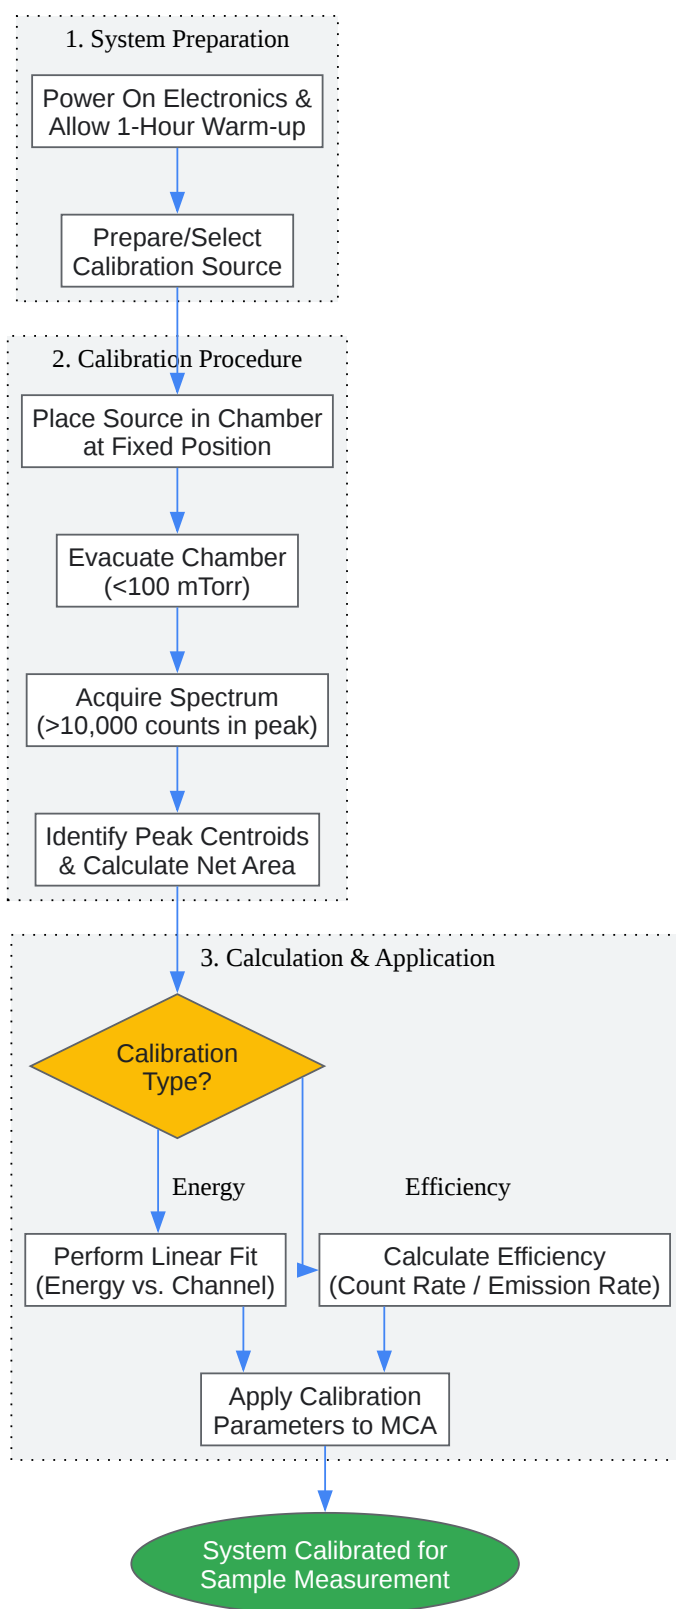 1. System Preparation
Power On Electronics &
Allow 1-Hour Warm-up
Prepare/Select
Calibration Source
2. Calibration Procedure
Place Source in Chamber
at Fixed Position
Evacuate Chamber
(<100 mTorr)
Acquire Spectrum
(>10,000 counts in peak)
Identify Peak Centroids
& Calculate Net Area
3. Calculation & Application
Calibration
Type?
Energy
Efficiency
Perform Linear Fit
(Energy vs. Channel)
Calculate Efficiency
(Count Rate / Emission Rate)
Apply Calibration
Parameters to MCA
System Calibrated for
Sample Measurement